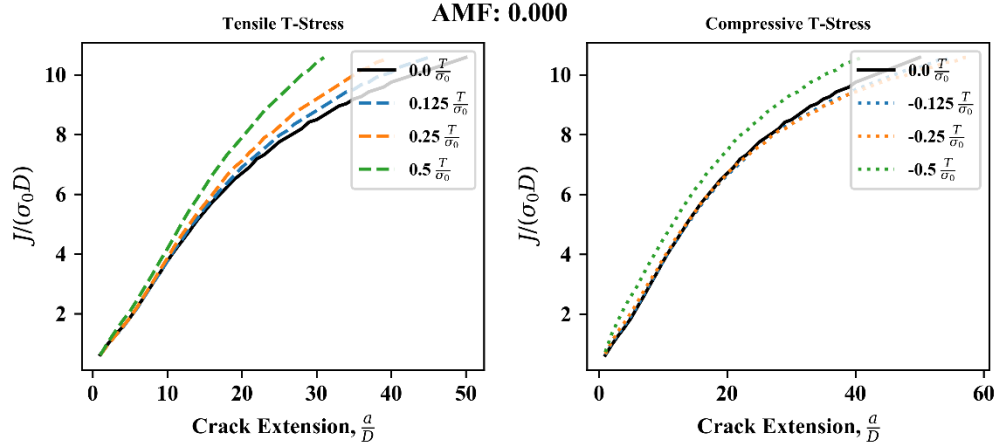 AMF: 0.000
Tensile T-Stress
J/(σ₀D)
10
8
6
4
2
0.0 T/σ₀
0.125 T/σ₀
0.25 T/σ₀
0.5 T/σ₀
0 10 20 30 40 50
Crack Extension, a/D
Compressive T-Stress
J/(σ₀D)
10
8
6
4
2
0.0 T/σ₀
-0.125 T/σ₀
-0.25 T/σ₀
-0.5 T/σ₀
0 20 40 60
Crack Extension, a/D